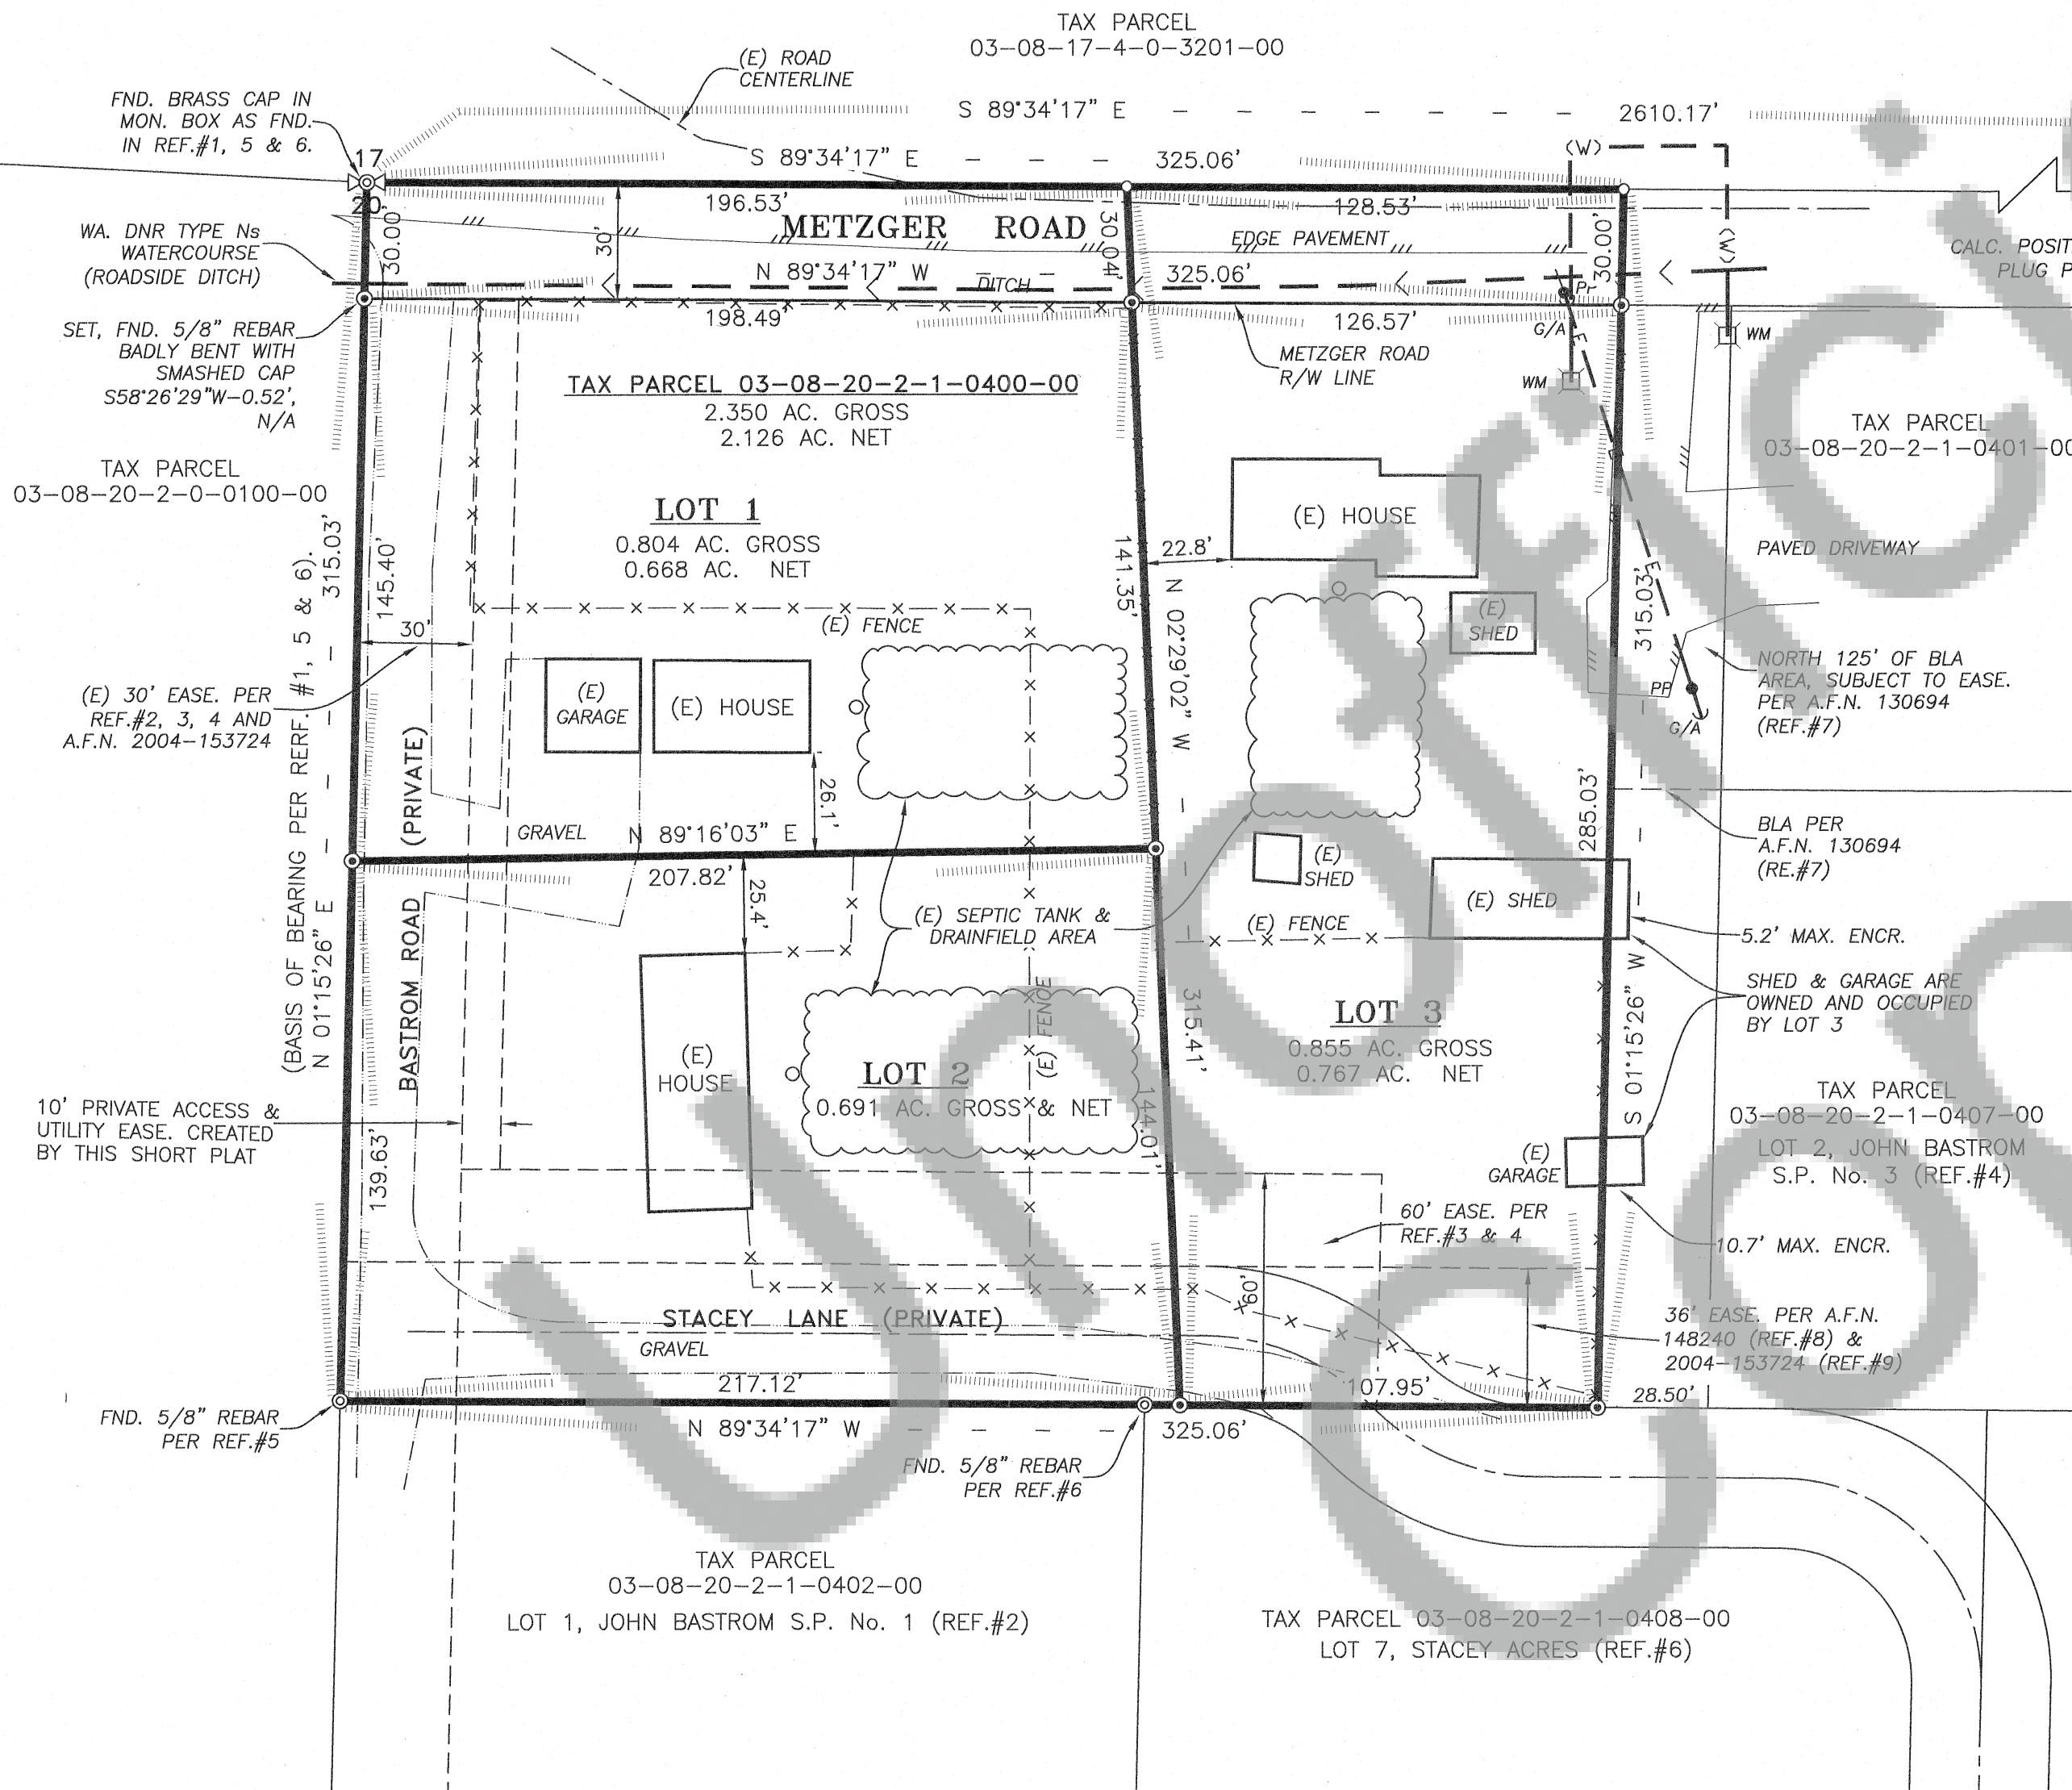 TAX PARCEL
03-08-17-4-0-3201-00
(E) ROAD
CENTERLINE
FND. BRASS CAP IN
MON. BOX AS FND.
IN REF.#1, 5 & 6.
S 89°34'17" E — — — — — — 2610.17'
S 89°34'17" E — — — 325.06'
(W)
17
20
196.53'
128.53'
METZGER ROAD
EDGE PAVEMENT
WA. DNR TYPE Ns
WATERCOURSE
(ROADSIDE DITCH)
30.00'
30'
30.04'
30.00'
(W)
CALC. POSIT
PLUG P
N 89°34'17" W — — 325.06'
DITCH
198.49'
126.57'
Pr
G/A
E
WM
WM
METZGER ROAD
R/W LINE
SET, FND. 5/8" REBAR
BADLY BENT WITH
SMASHED CAP
S58°26'29"W-0.52',
N/A
TAX PARCEL 03-08-20-2-1-0400-00
2.350 AC. GROSS
2.126 AC. NET
TAX PARCEL
03-08-20-2-1-0401-00
TAX PARCEL
03-08-20-2-0-0100-00
LOT 1
0.804 AC. GROSS
0.668 AC. NET
(E) HOUSE
22.8'
PAVED DRIVEWAY
E
315.03'
145.40'
141.35'
N 02°29'02" W — — 315.41'
(E) FENCE
30'
(E)
SHED
315.03'
(E) 30' EASE. PER
REF.#2, 3, 4 AND
A.F.N. 2004-153724
(E)
GARAGE
(E) HOUSE
NORTH 125' OF BLA
AREA, SUBJECT TO EASE.
PER A.F.N. 130694
(REF.#7)
PP
G/A
(BASIS OF BEARING PER RERF. #1, 5 & 6).
N 01°15'26" E
(PRIVATE)
BASTROM ROAD
26.1'
GRAVEL
N 89°16'03" E
207.82'
25.4'
285.03'
BLA PER
A.F.N. 130694
(RE.#7)
(E)
SHED
(E) SHED
(E) SEPTIC TANK &
DRAINFIELD AREA
(E) FENCE
5.2' MAX. ENCR.
SHED & GARAGE ARE
OWNED AND OCCUPIED
BY LOT 3
S 01°15'26" W
(E) FENCE
LOT 3
0.855 AC. GROSS
0.767 AC. NET
(E)
HOUSE
LOT 2
0.691 AC. GROSS & NET
144.01'
10' PRIVATE ACCESS &
UTILITY EASE. CREATED
BY THIS SHORT PLAT
139.63'
TAX PARCEL
03-08-20-2-1-0407-00
LOT 2, JOHN BASTROM
S.P. No. 3 (REF.#4)
(E)
GARAGE
60' EASE. PER
REF.#3 & 4
10.7' MAX. ENCR.
60'
STACEY LANE (PRIVATE)
GRAVEL
36' EASE. PER A.F.N.
148240 (REF.#8) &
2004-153724 (REF.#9)
217.12'
107.95'
28.50'
FND. 5/8" REBAR
PER REF.#5
N 89°34'17" W — — — — 325.06'
FND. 5/8" REBAR
PER REF.#6
TAX PARCEL
03-08-20-2-1-0402-00
LOT 1, JOHN BASTROM S.P. No. 1 (REF.#2)
TAX PARCEL 03-08-20-2-1-0408-00
LOT 7, STACEY ACRES (REF.#6)